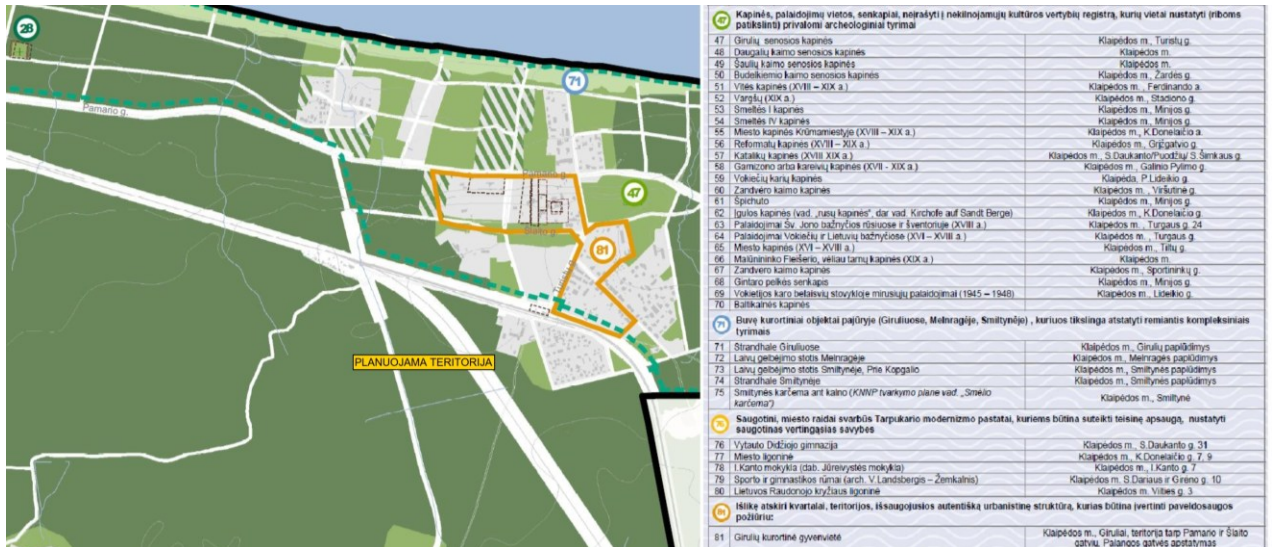 28
Pamario g.
71
Pamario g.
47
Šlaito g.
81
Turistų g.
PLANUOJAMA TERITORIJA
47 Kapinės, palaidojimų vietos, senkapiai, neįrašyti į nekilnojamųjų kultūros vertybių registrą, kurių vietai nustatyti (riboms
patikslinti) privalomi archeologiniai tyrimai
47 Girulių senosios kapinės Klaipėdos m., Turistų g.
48 Daugalų kaimo senosios kapinės Klaipėdos m.
49 Šaulių kaimo senosios kapinės Klaipėdos m.
50 Budelkiemio kaimo senosios kapinės Klaipėdos m., Žardės g.
51 Vitės kapinės (XVIII – XIX a.) Klaipėdos m. , Ferdinando a.
52 Vargšų (XIX a.) Klaipėdos m., Stadiono g.
53 Smeltės I kapinės Klaipėdos m., Minijos g.
54 Smeltės IV kapinės Klaipėdos m., Minijos g.
55 Miesto kapinės Krūmamiestyje (XVIII – XIX a.) Klaipėdos m., K.Donelaičio a.
56 Reformatų kapinės (XVIII – XIX a.) Klaipėdos m., Grįžgatvio g.
57 Katalikų kapinės (XVIII XIX a.) Klaipėdos m., S.Daukanto/Puodžių/ S.Šimkaus g.
58 Garnizono arba kareivių kapinės (XVII - XIX a.) Klaipėdos m., Galinio Pylimo g.
59 Vokiečių karių kapinės Klaipėda, P.Lideikio g.
60 Zandvėro kaimo kapinės Klaipėdos m. , Viršutinė g.
61 Špichuto Klaipėdos m., Minijos g.
62 Įgulos kapinės (vad. „rusų kapinės“, dar vad. Kirchofe auf Sandt Berge) Klaipėdos m., K.Donelaičio g.
63 Palaidojimai Šv. Jono bažnyčios rūsiuose ir šventoriuje (XVIII a.) Klaipėdos m., Turgaus g. 24
64 Palaidojimai Vokiečių ir Lietuvių bažnyčiose (XVI – XVIII a.) Klaipėdos m., Turgaus g.
65 Miesto kapinės (XVI – XVIII a.) Klaipėdos m., Tiltų g.
66 Malūnininko Fleišerio, vėliau tarnų kapinės (XIX a.) Klaipėdos m.
67 Zandvero kaimo kapinės Klaipėdos m., Sportininkų g.
68 Gintaro pelkės senkapis Klaipėdos m., Minijos g.
69 Vokietijos karo belaisvių stovykloje mirusiųjų palaidojimai (1945 – 1948) Klaipėdos m., Lideikio g.
70 Baltikalnės kapinės
71 Buvę kurortiniai objektai pajūryje (Giruliuose, Melnragėje, Smiltynėje) , kuriuos tikslinga atstatyti remiantis kompleksiniais
tyrimais
71 Strandhale Giruliuose Klaipėdos m., Girulių paplūdimys
72 Laivų gelbėjimo stotis Melnragėje Klaipėdos m., Melnragės paplūdimys
73 Laivų gelbėjimo stotis Smiltynėje, Prie Kopgalio Klaipėdos m., Smiltynės paplūdimys
74 Strandhale Smiltynėje Klaipėdos m., Smiltynės paplūdimys
75 Smiltynės karčema ant kalno (KNNP tvarkymo plane vad. „Smėlio
karčema“) Klaipėdos m., Smiltynė
76 Saugotini, miesto raidai svarbūs Tarpukario modernizmo pastatai, kuriems būtina suteikti teisinę apsaugą, nustatyti
saugotinas vertingąsias savybes
76 Vytauto Didžiojo gimnazija Klaipėdos m., S.Daukanto g. 31
77 Miesto ligoninė Klaipėdos m., K.Donelaičio g. 7, 9
78 I.Kanto mokykla (dab. Jūreivystės mokykla) Klaipėdos m., I.Kanto g. 7
79 Sporto ir gimnastikos rūmai (arch. V.Landsbergis – Žemkalnis) Klaipėdos m. S.Dariaus ir Girėno g. 10
80 Lietuvos Raudonojo kryžiaus ligoninė Klaipėdos m. Vilties g. 3
81 Išlikę atskiri kvartalai, teritorijos, išsaugojusios autentišką urbanistinę struktūrą, kurias būtina įvertinti paveldosaugos
požiūriu:
81 Girulių kurortinė gyvenvietė Klaipėdos m., Giruliai, teritorija tarp Pamario ir Šlaito
gatvių, Palangos gatvės apstatymas